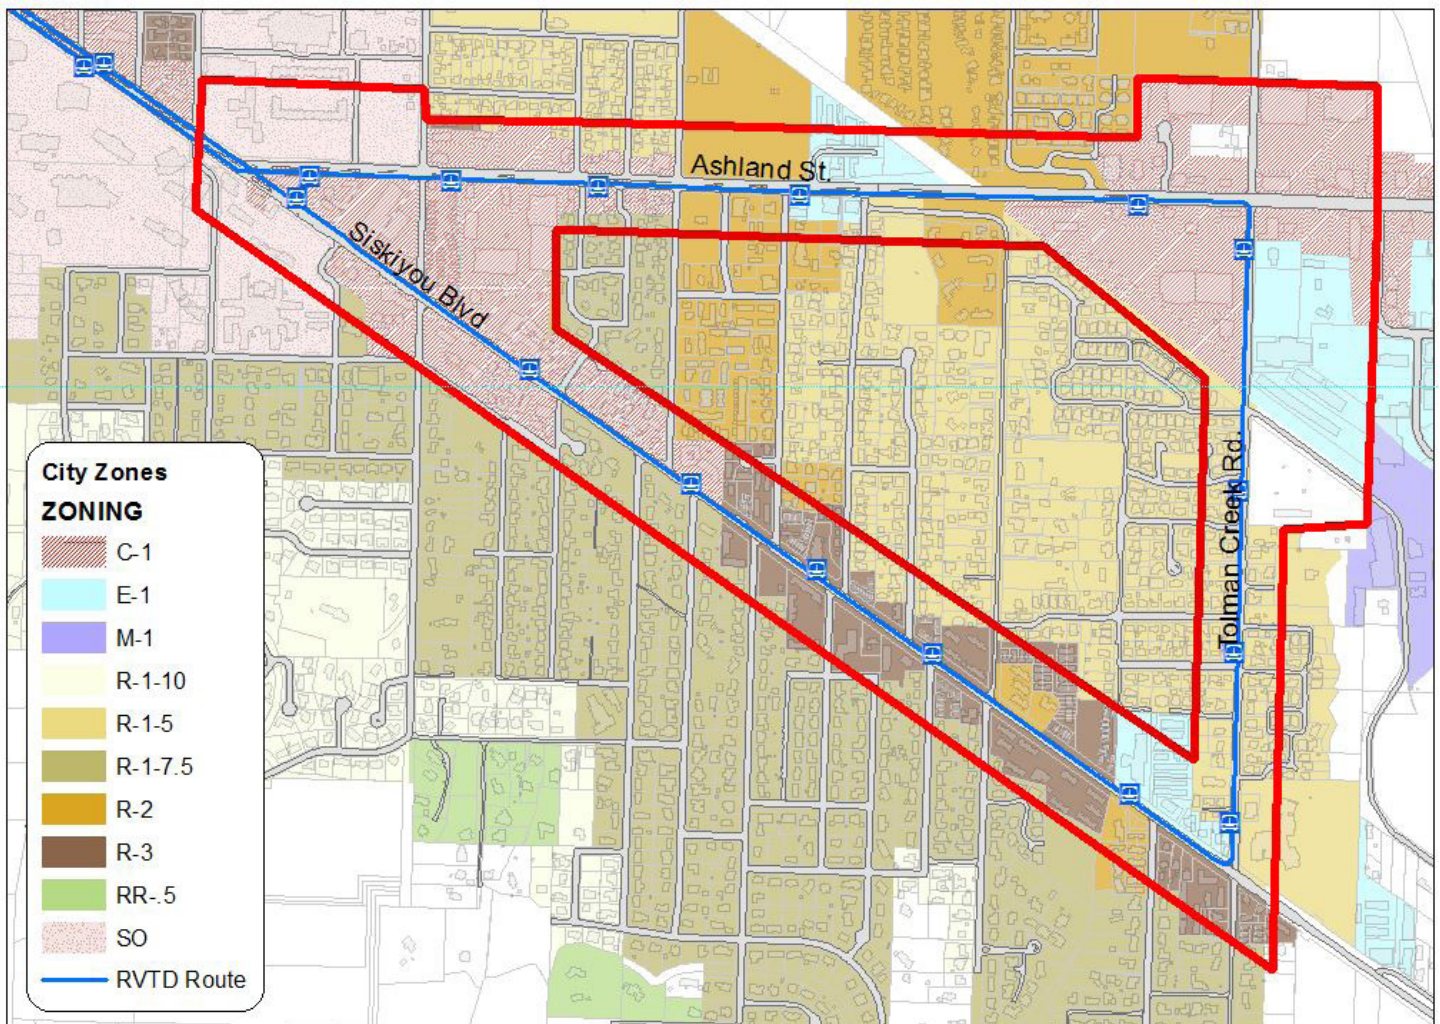 Ashland St.
Siskiyou Blvd
Tolman Creek Rd.
City Zones
ZONING
C-1
E-1
M-1
R-1-10
R-1-5
R-1-7.5
R-2
R-3
RR-.5
SO
RVTD Route